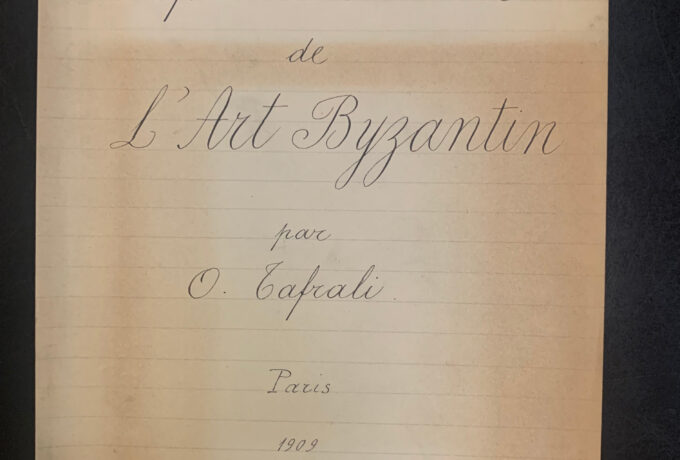 de
L'Art Byzantin
par
O. Tafrali.
Paris
1909